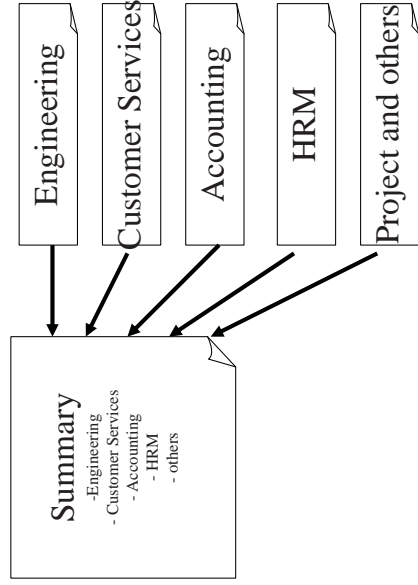 Summary
-Engineering
- Customer Services
- Accounting
- HRM
- others
Engineering
Customer Services
Accounting
HRM
Project and others